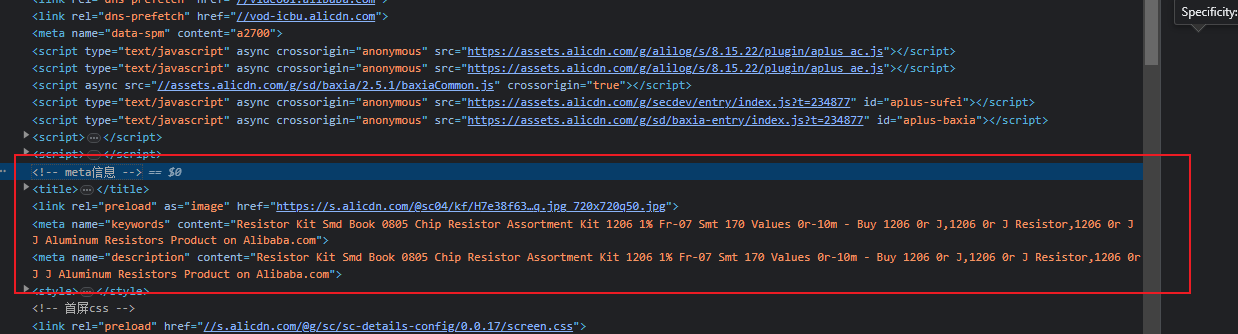 <link rel="dns-prefetch" href="//video01.alibaba.com">
<link rel="dns-prefetch" href="//vod-icbu.alicdn.com">
<meta name="data-spm" content="a2700">
<script type="text/javascript" async crossorigin="anonymous" src="https://assets.alicdn.com/g/alilog/s/8.15.22/plugin/aplus_ac.js"></script>
<script type="text/javascript" async crossorigin="anonymous" src="https://assets.alicdn.com/g/alilog/s/8.15.22/plugin/aplus_ae.js"></script>
<script async src="//assets.alicdn.com/g/sd/baxia/2.5.1/baxiaCommon.js" crossorigin="true"></script>
<script type="text/javascript" async crossorigin="anonymous" src="https://assets.alicdn.com/g/secdev/entry/index.js?t=234877" id="aplus-sufei"></script>
<script type="text/javascript" async crossorigin="anonymous" src="https://assets.alicdn.com/g/sd/baxia-entry/index.js?t=234877" id="aplus-baxia"></script>
<script>…</script>
<script>…</script>
<!-- meta信息 --> == $0
<title>…</title>
<link rel="preload" as="image" href="https://s.alicdn.com/@sc04/kf/H7e38f63…q.jpg_720x720q50.jpg">
<meta name="keywords" content="Resistor Kit Smd Book 0805 Chip Resistor Assortment Kit 1206 1% Fr-07 Smt 170 Values 0r-10m - Buy 1206 0r J,1206 0r J Resistor,1206 0r J
J Aluminum Resistors Product on Alibaba.com">
<meta name="description" content="Resistor Kit Smd Book 0805 Chip Resistor Assortment Kit 1206 1% Fr-07 Smt 170 Values 0r-10m - Buy 1206 0r J,1206 0r J Resistor,1206 0r
J J Aluminum Resistors Product on Alibaba.com">
<style>…</style>
<!-- 首屏css -->
<link rel="preload" href="//s.alicdn.com/@g/sc/sc-details-config/0.0.17/screen.css">
Specificity: